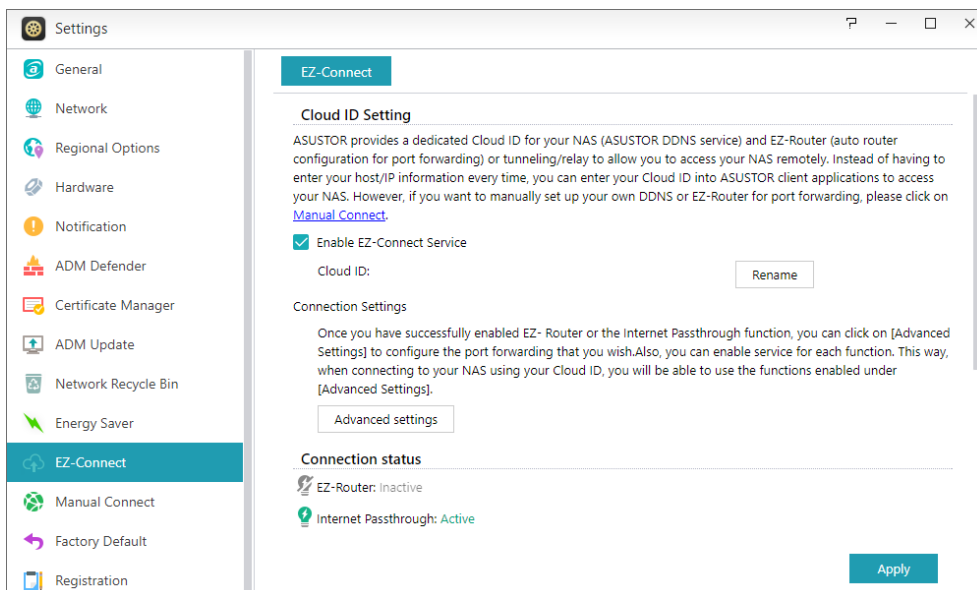 Settings
General
Network
Regional Options
Hardware
Notification
ADM Defender
Certificate Manager
ADM Update
Network Recycle Bin
Energy Saver
EZ-Connect
Manual Connect
Factory Default
Registration
EZ-Connect
Cloud ID Setting
ASUSTOR provides a dedicated Cloud ID for your NAS (ASUSTOR DDNS service) and EZ-Router (auto router
configuration for port forwarding) or tunneling/relay to allow you to access your NAS remotely. Instead of having to
enter your host/IP information every time, you can enter your Cloud ID into ASUSTOR client applications to access
your NAS. However, if you want to manually set up your own DDNS or EZ-Router for port forwarding, please click on
Manual Connect.
Enable EZ-Connect Service
Cloud ID:
Rename
Connection Settings
Once you have successfully enabled EZ- Router or the Internet Passthrough function, you can click on [Advanced
Settings] to configure the port forwarding that you wish.Also, you can enable service for each function. This way,
when connecting to your NAS using your Cloud ID, you will be able to use the functions enabled under
[Advanced Settings].
Advanced settings
Connection status
EZ-Router: Inactive
Internet Passthrough: Active
Apply